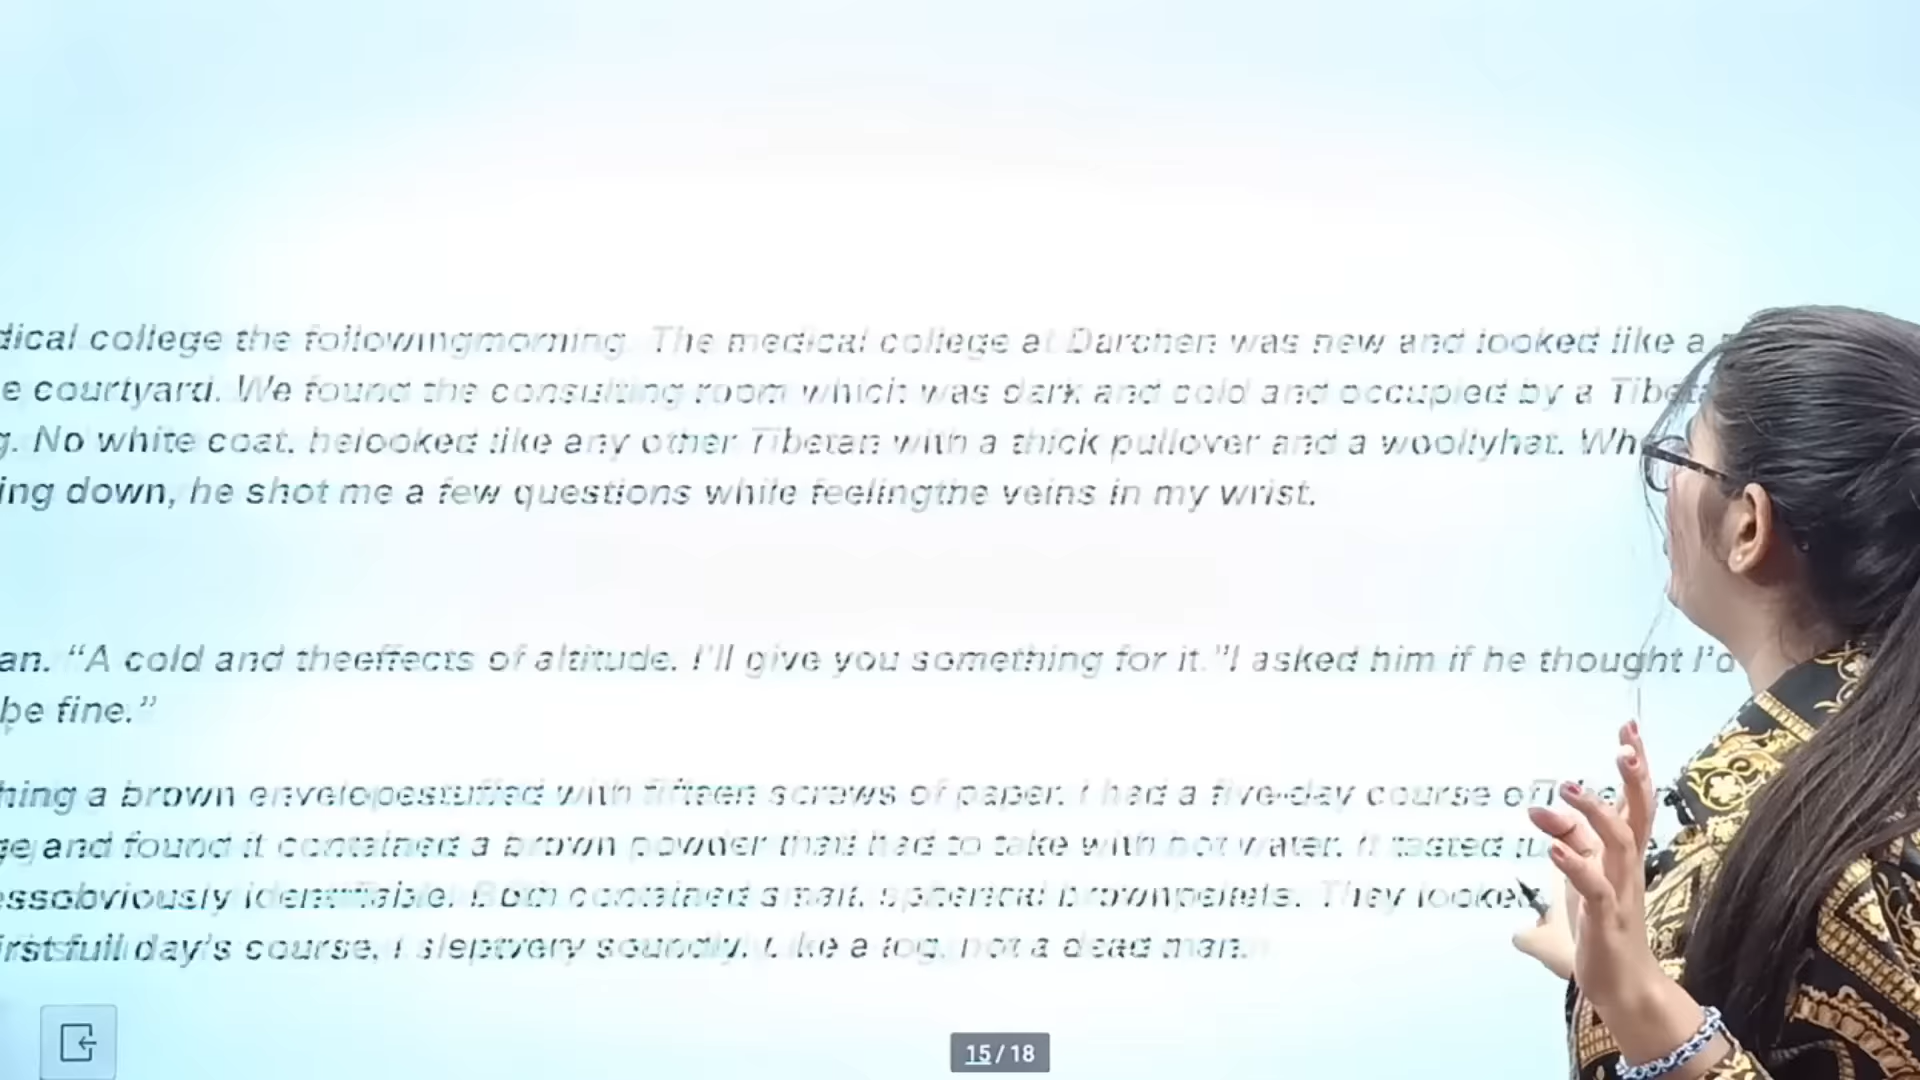 dical college the followingmorning. The medical college at Darchen was new and looked like a
e courtyard. We found the consulting room which was dark and cold and occupied by a Tibeta
g. No white coat, helooked like any other Tibetan with a thick pullover and a woollyhat. Wh
ing down, he shot me a few questions while feelingthe veins in my wrist.
an. “A cold and theeffects of altitude. I’ll give you something for it.”I asked him if he thought I’d
be fine.”
hing a brown envelopestuffed with fifteen screws of paper. I had a five-day course of
ge and found it contained a brown powder thatI had to take with hot water. It tasted
essobviously identifiable. Both contained small, spherical brownpellets. They looked
irstfull day’s course, I sleptvery soundly. Like a log, not a dead man.
15 / 18